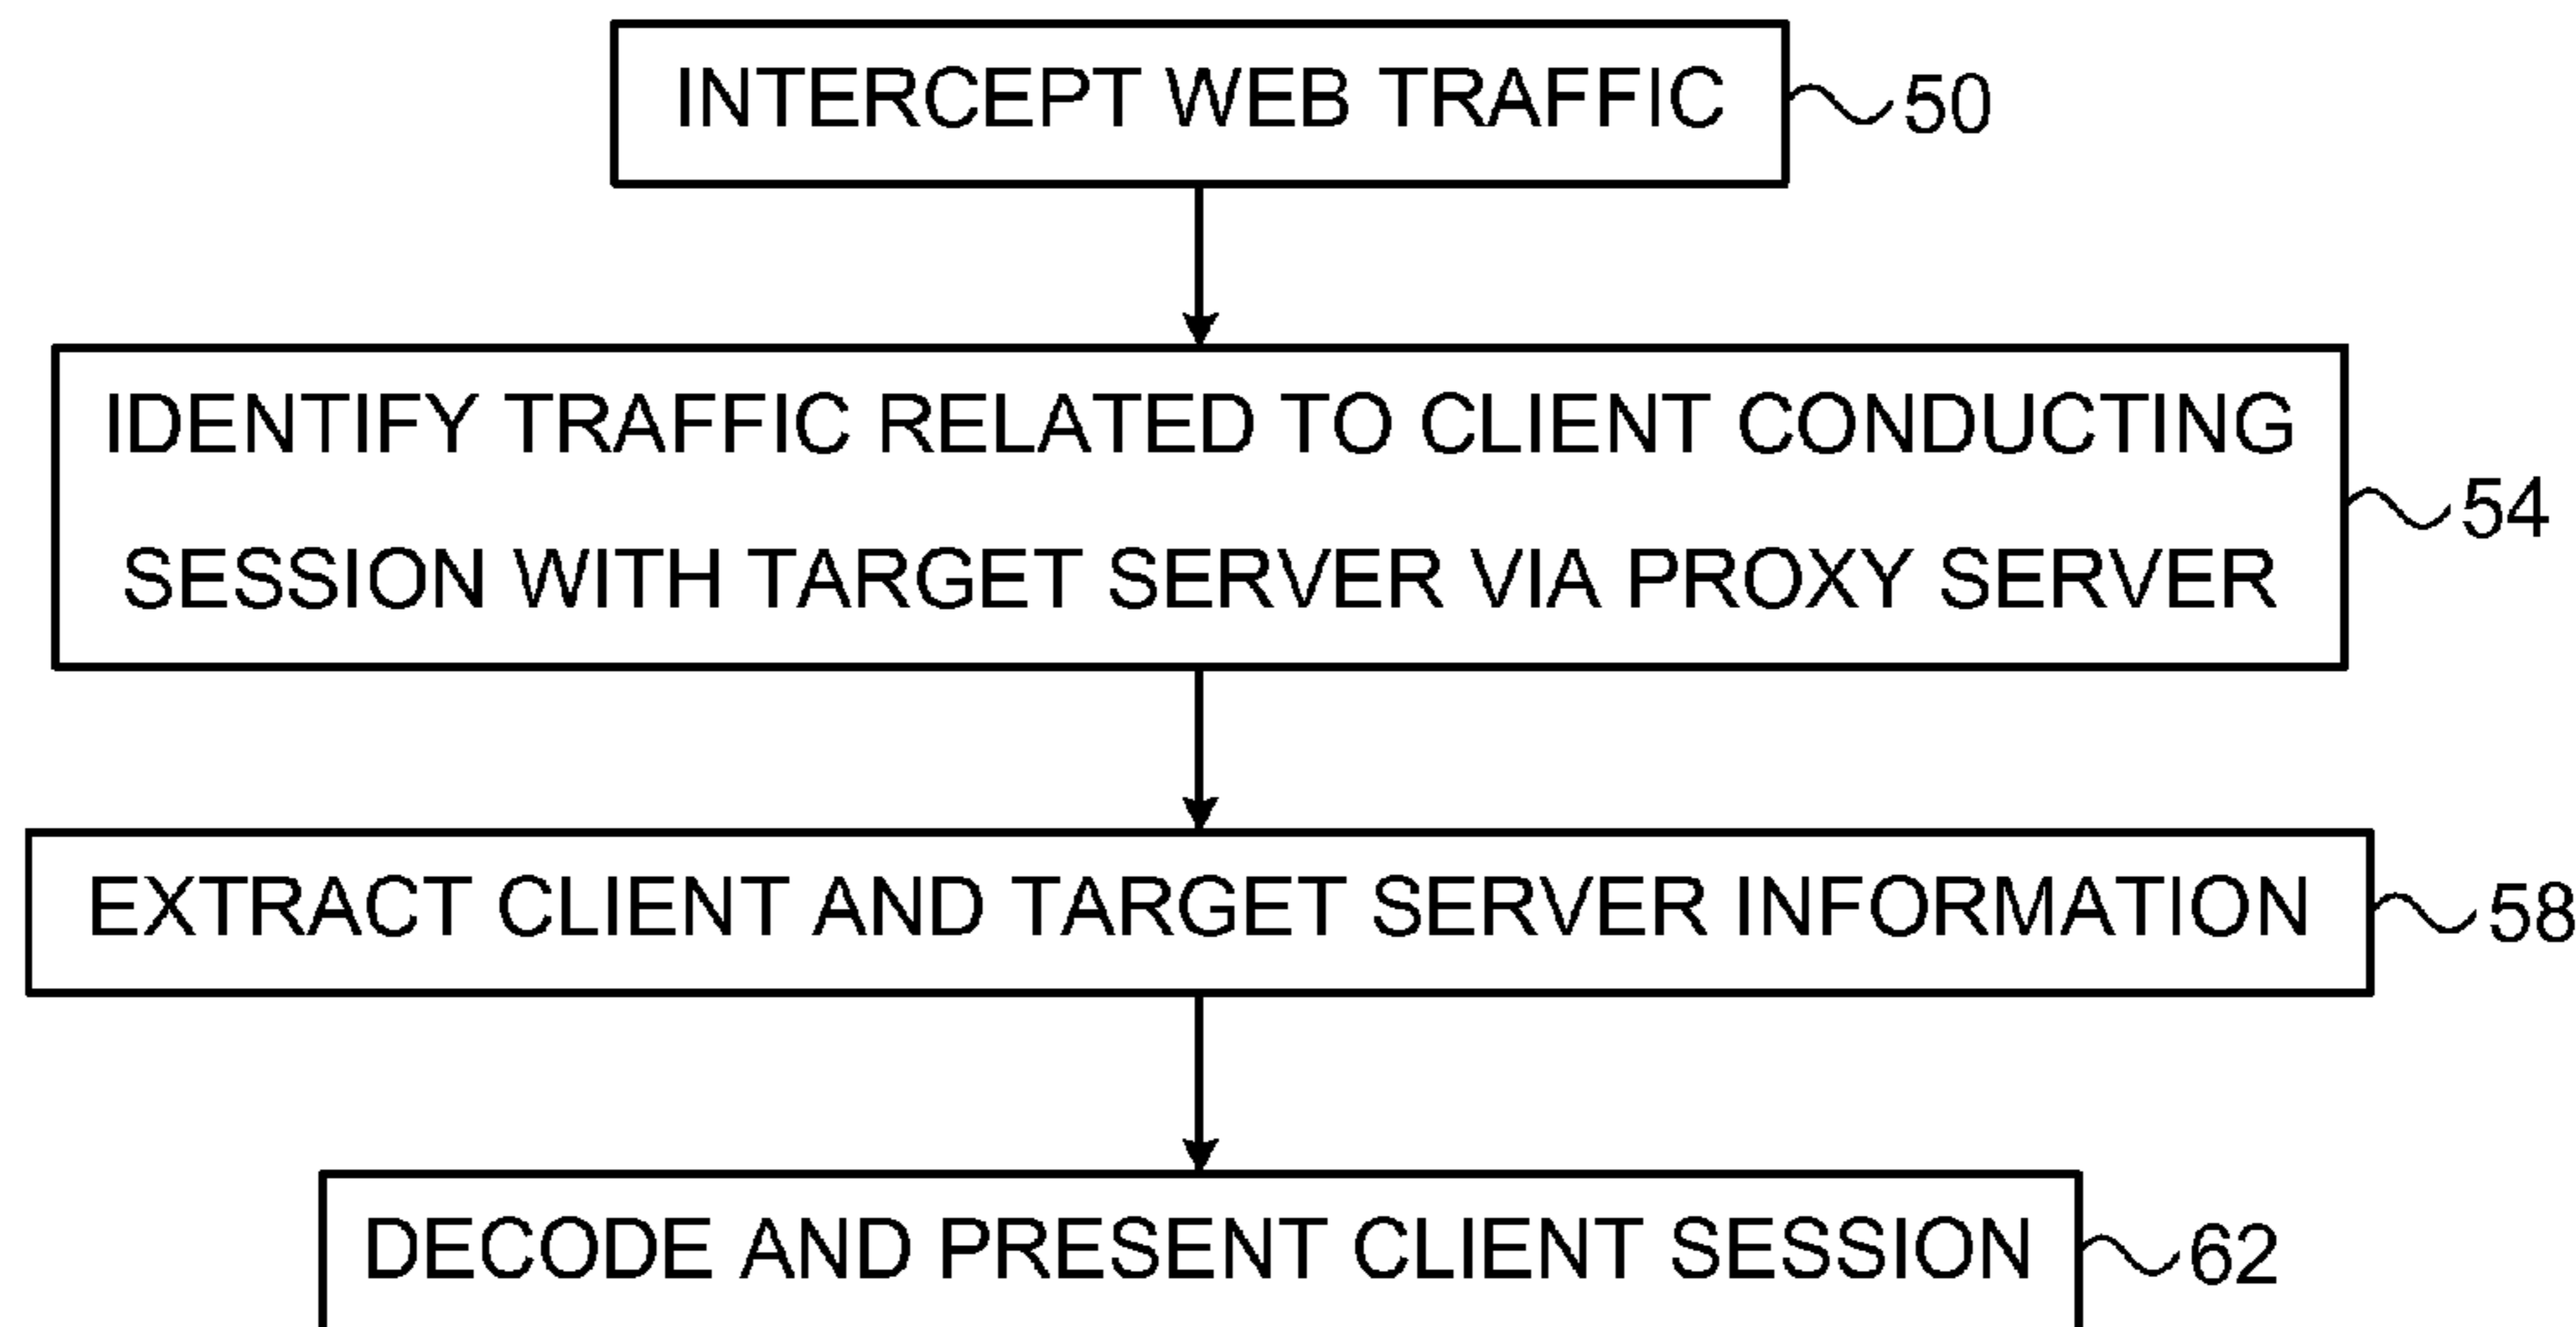 INTERCEPT WEB TRAFFIC
50
IDENTIFY TRAFFIC RELATED TO CLIENT CONDUCTING
SESSION WITH TARGET SERVER VIA PROXY SERVER
54
EXTRACT CLIENT AND TARGET SERVER INFORMATION
58
DECODE AND PRESENT CLIENT SESSION
62